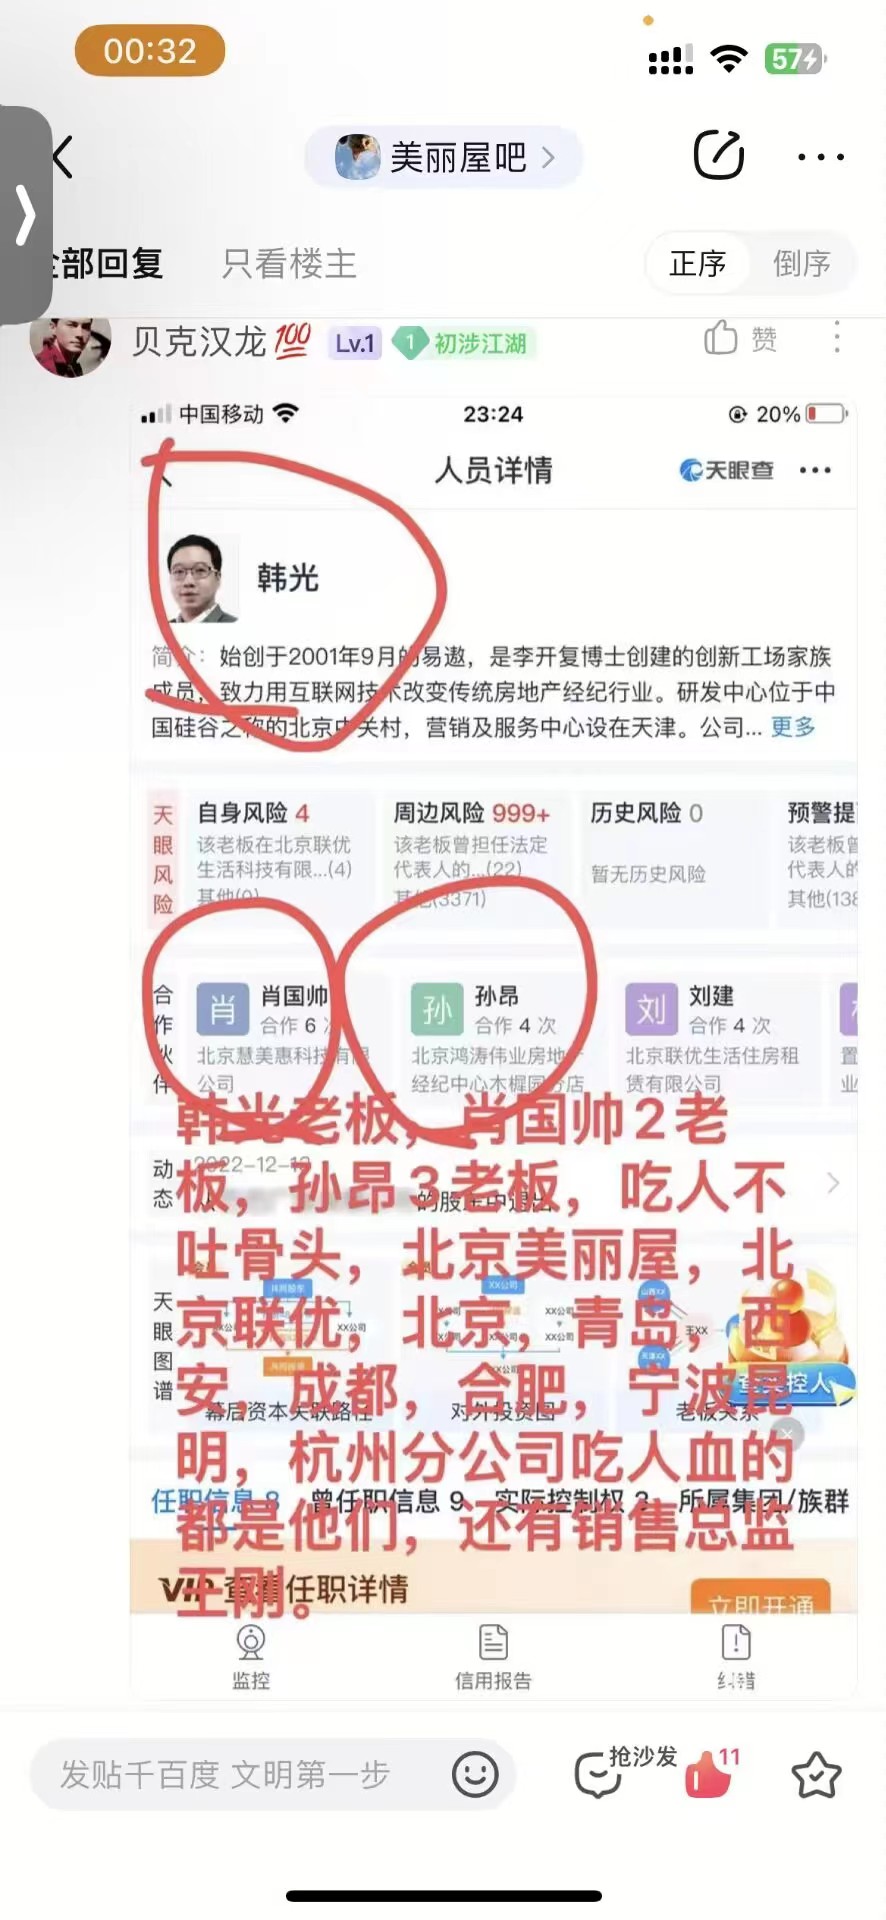 00:32
57
美丽屋吧
全部回复 只看楼主 正序 倒序
贝克汉龙💯 Lv.1 1 初涉江湖 赞
中国移动 23:24 20%
人员详情 天眼查
韩光
简介：始创于2001年9月的易遨，是李开复博士创建的创新工场家族
成员，致力用互联网技术改变传统房地产经纪行业。研发中心位于中
国硅谷之称的北京中关村，营销及服务中心设在天津。公司... 更多
天眼风险
自身风险 4 周边风险 999+ 历史风险 0 预警提
该老板在北京联优 该老板曾担任法定 该老板曾
生活科技有限...(4) 代表人的...(22) 暂无历史风险 代表人的
其他(0) 其他(3371) 其他(138
合作伙伴
肖 肖国帅 孙 孙昂 刘 刘建
合作 6 次 合作 4 次 合作 4 次
北京慧美惠科技有限 北京鸿涛伟业房地产 北京联优生活住房租 置
公司 经纪中心木樨园分店 赁有限公司 业
韩光老板，肖国帅2老
板，孙昂3老板，吃人不
吐骨头，北京美丽屋，北
京联优，北京，青岛，西
安，成都，合肥，宁波昆
明，杭州分公司吃人血的
都是他们，还有销售总监
王刚。
动态
2022-12-1
的股东中退出
天眼图谱
XX公司
王XX
幕后资本关联路径 对外投资图 老板关系
查实控人
任职信息 8 曾任职信息 9 实际控制权 3 所属集团/族群
VIP 查看任职详情 立即开通
监控 信用报告 纠错
发贴千百度 文明第一步 抢沙发 11